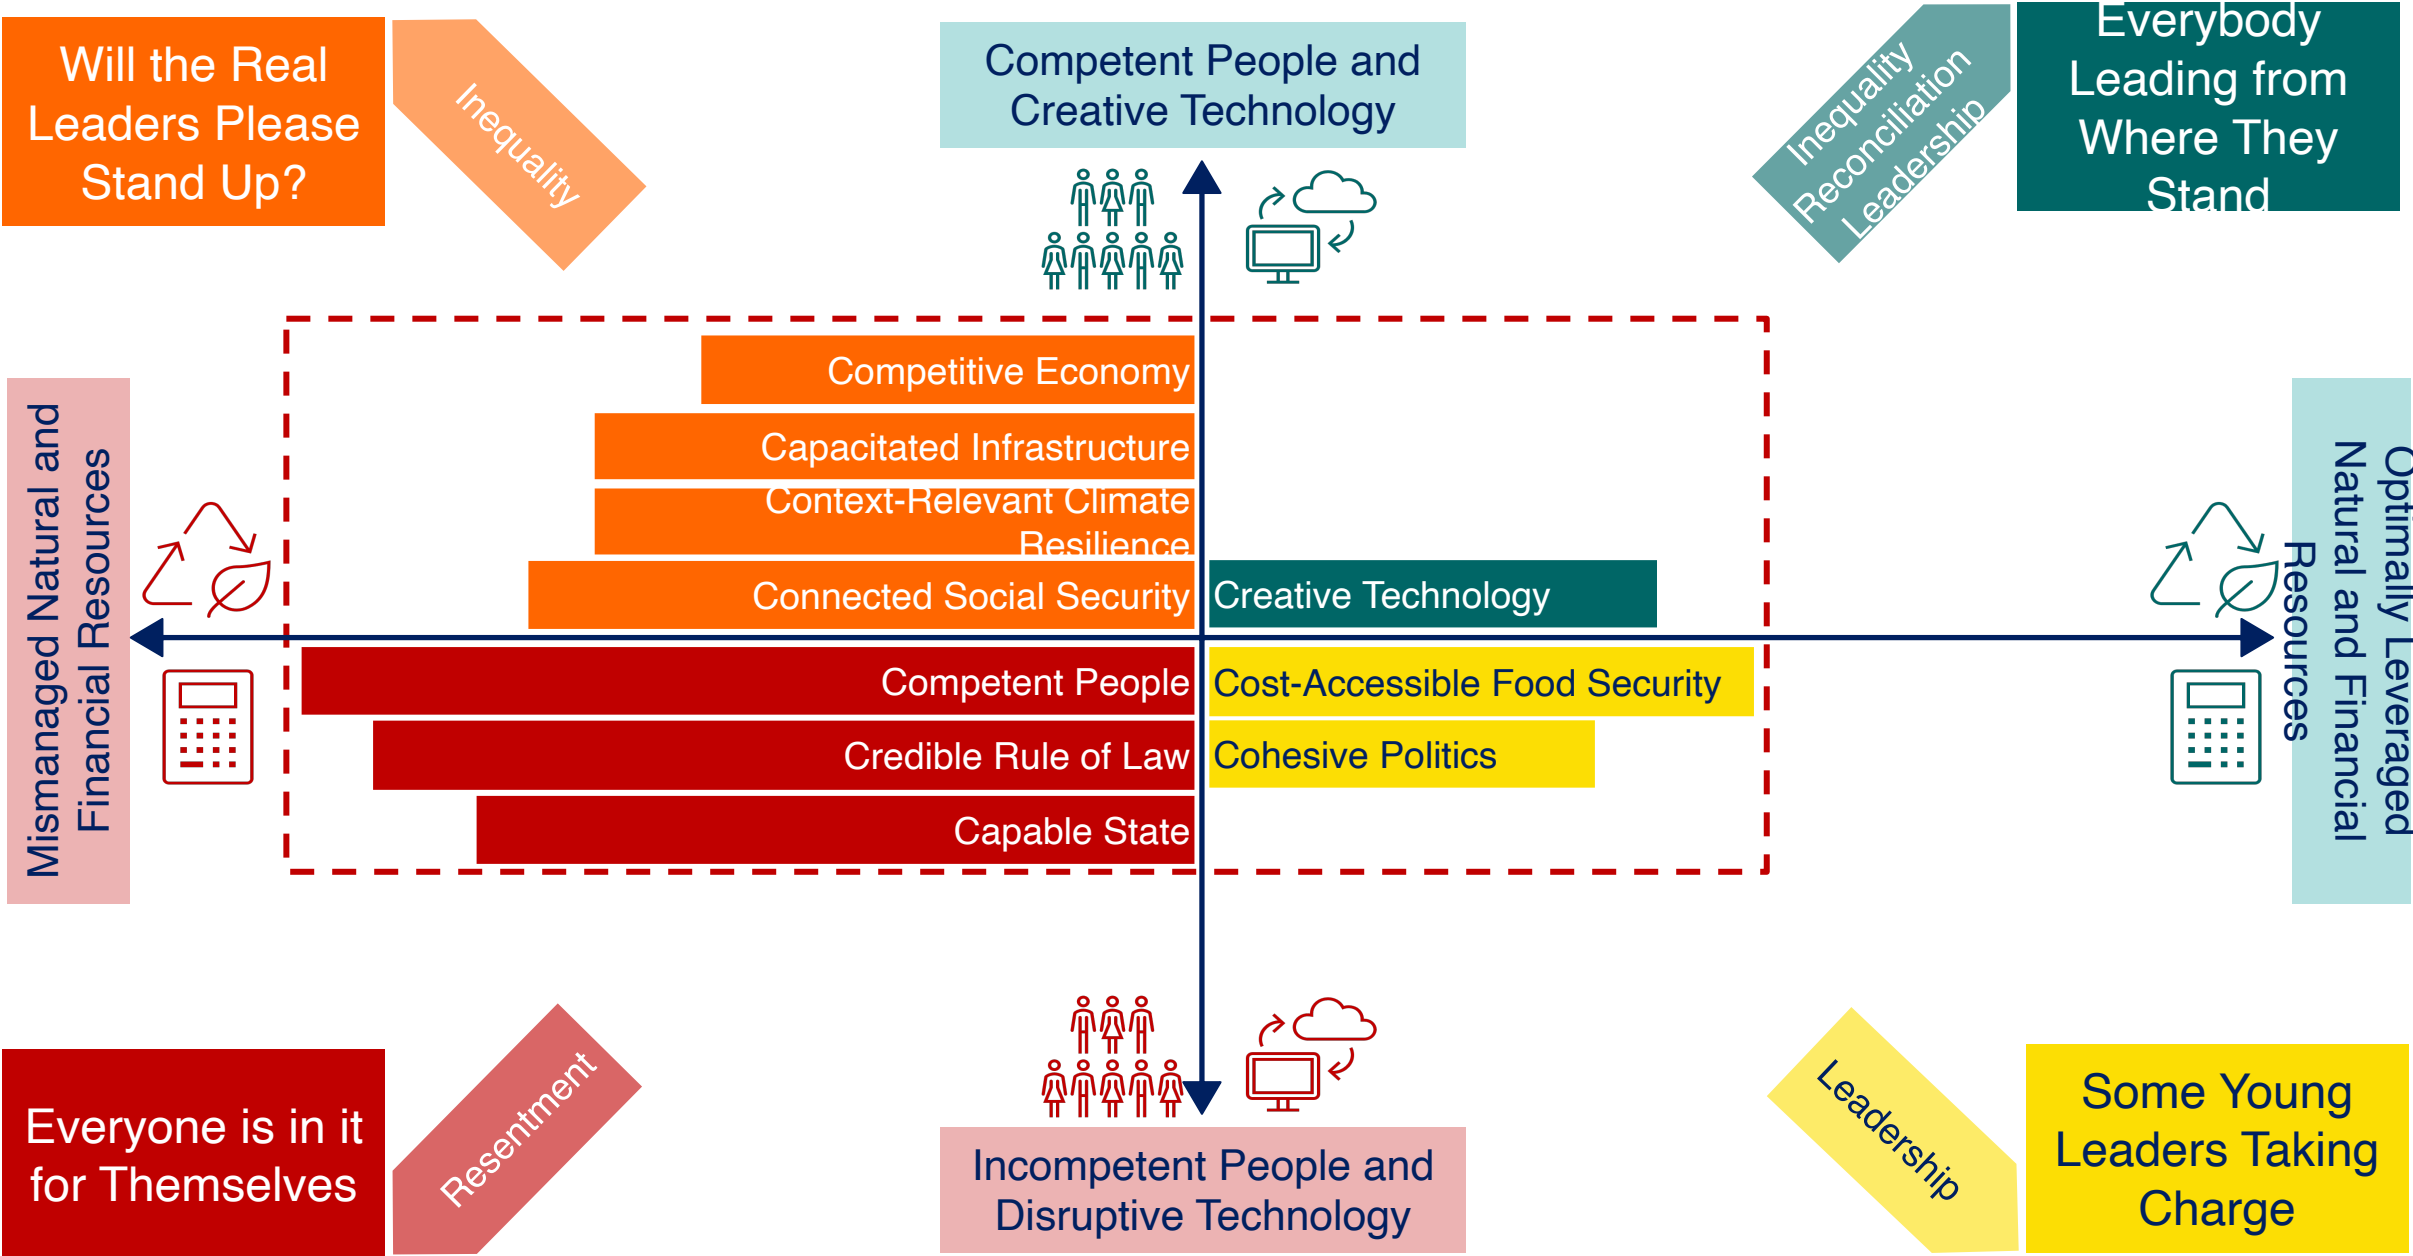 Will the Real
Leaders Please
Stand Up?
Inequality
Competent People and
Creative Technology
Inequality
Reconciliation
Leadership
Everybody
Leading from
Where They
Stand
Mismanaged Natural and
Financial Resources
Competitive Economy
Capacitated Infrastructure
Context-Relevant Climate
Resilience
Connected Social Security
Creative Technology
Competent People
Cost-Accessible Food Security
Credible Rule of Law
Cohesive Politics
Capable State
Optimally Leveraged
Natural and Financial
Resources
Everyone is in it
for Themselves
Resentment
Incompetent People and
Disruptive Technology
Leadership
Some Young
Leaders Taking
Charge